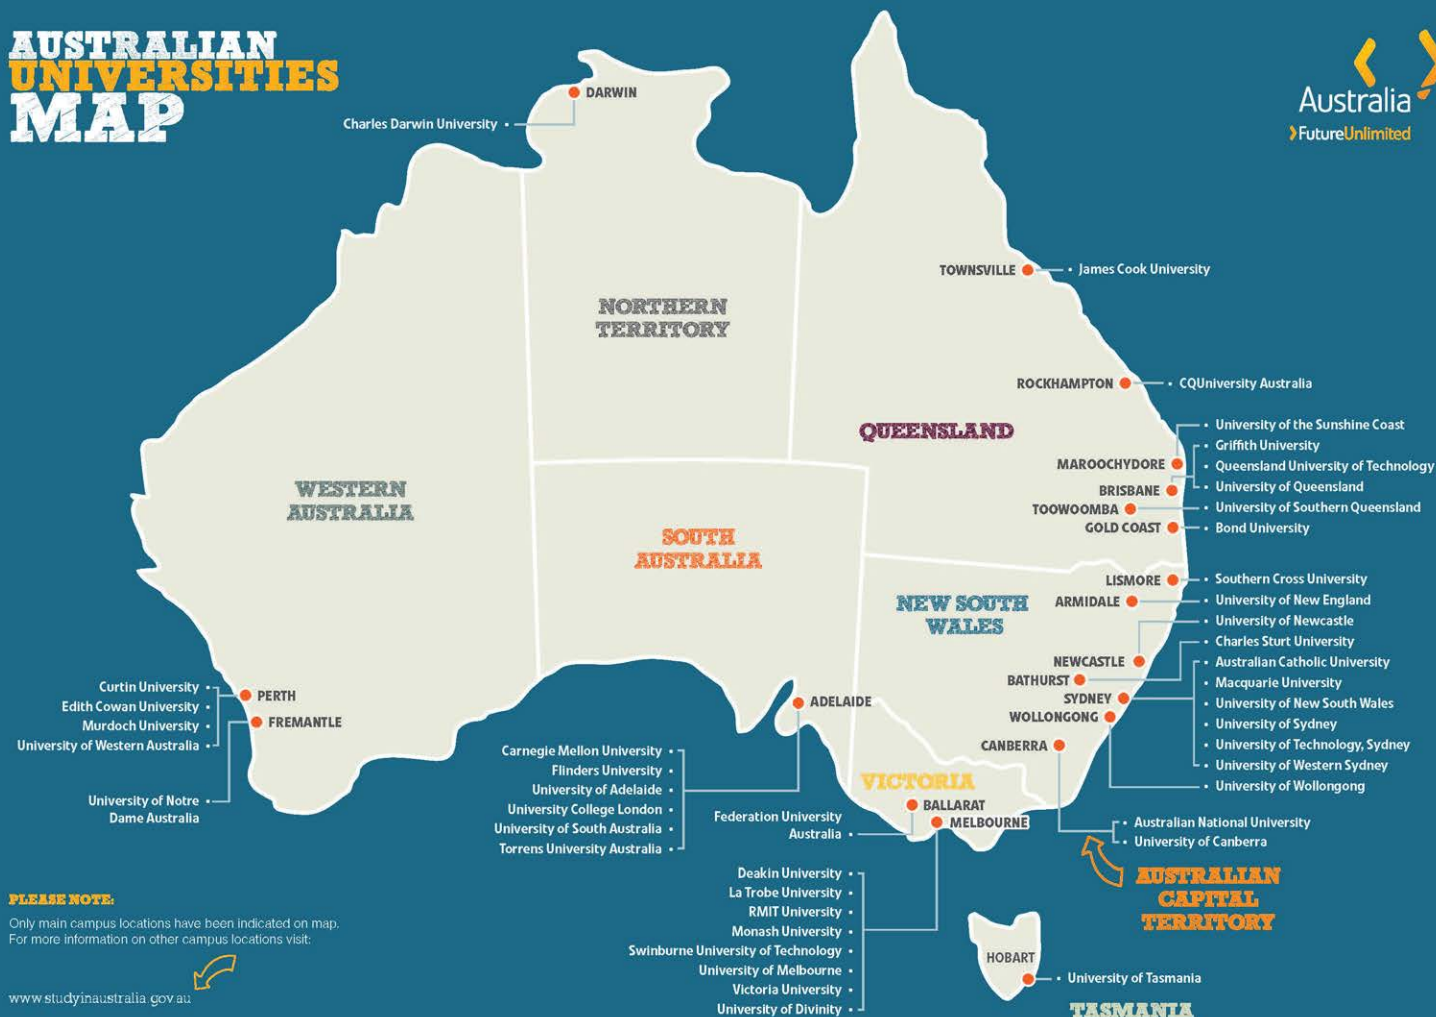 AUSTRALIAN
UNIVERSITIES
MAP
Australia
FutureUnlimited
DARWIN
Charles Darwin University
NORTHERN
TERRITORY
TOWNSVILLE
James Cook University
ROCKHAMPTON
CQUniversity Australia
QUEENSLAND
University of the Sunshine Coast
Griffith University
MAROOCHYDORE
Queensland University of Technology
BRISBANE
University of Queensland
TOOWOOMBA
University of Southern Queensland
GOLD COAST
Bond University
WESTERN
AUSTRALIA
SOUTH
AUSTRALIA
NEW SOUTH
WALES
LISMORE
Southern Cross University
ARMIDALE
University of New England
University of Newcastle
Charles Sturt University
NEWCASTLE
Australian Catholic University
BATHURST
Macquarie University
SYDNEY
University of New South Wales
WOLLONGONG
University of Sydney
CANBERRA
University of Technology, Sydney
University of Western Sydney
University of Wollongong
Curtin University
Edith Cowan University
Murdoch University
University of Western Australia
PERTH
FREMANTLE
University of Notre
Dame Australia
ADELAIDE
Carnegie Mellon University
Flinders University
University of Adelaide
University College London
University of South Australia
Torrens University Australia
VICTORIA
BALLARAT
MELBOURNE
Federation University
Australia
Australian National University
University of Canberra
AUSTRALIAN
CAPITAL
TERRITORY
Deakin University
La Trobe University
RMIT University
Monash University
Swinburne University of Technology
University of Melbourne
Victoria University
University of Divinity
HOBART
University of Tasmania
TASMANIA
PLEASE NOTE:
Only main campus locations have been indicated on map.
For more information on other campus locations visit:
www.studyinaustralia.gov.au